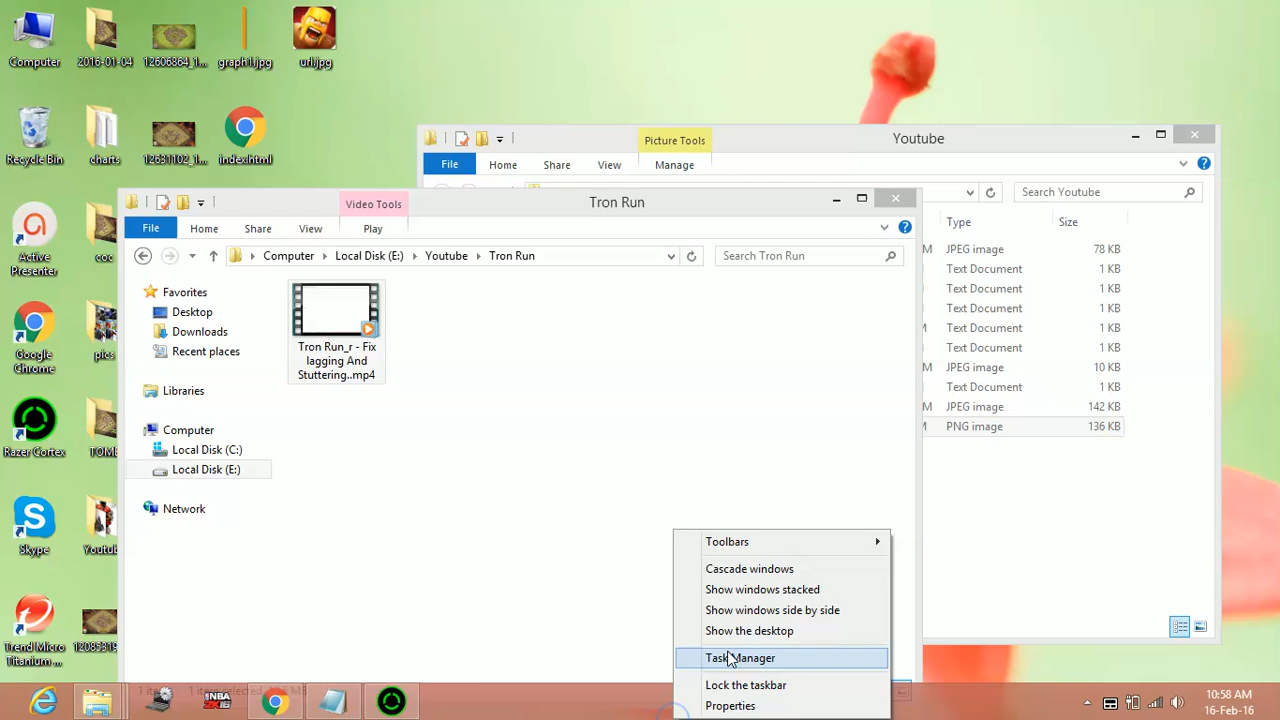 Computer
2016-01-04
12606864_1...
graph1.jpg
url.jpg
Recycle Bin
charts
12631102_1...
index.html
Active
Presenter
coc
Google
Chrome
pics
Razer Cortex
Skype
Trend Micro
Titanium
Picture Tools
Youtube
File
Home
Share
View
Manage
Search Youtube
Type
Size
JPEG image
78 KB
Text Document
1 KB
Text Document
1 KB
Text Document
1 KB
Text Document
1 KB
Text Document
1 KB
JPEG image
10 KB
Text Document
1 KB
JPEG image
142 KB
PNG image
136 KB
Video Tools
Tron Run
File
Home
Share
View
Play
Computer
Local Disk (E:)
Youtube
Tron Run
Search Tron Run
Favorites
Desktop
Downloads
Recent places
Libraries
Computer
Local Disk (C:)
Local Disk (E:)
Network
Tron Run_r - Fix
lagging And
Stuttering..mp4
Toolbars
Cascade windows
Show windows stacked
Show windows side by side
Show the desktop
Task Manager
Lock the taskbar
Properties
NBA
2K16
10:58 AM
16-Feb-16